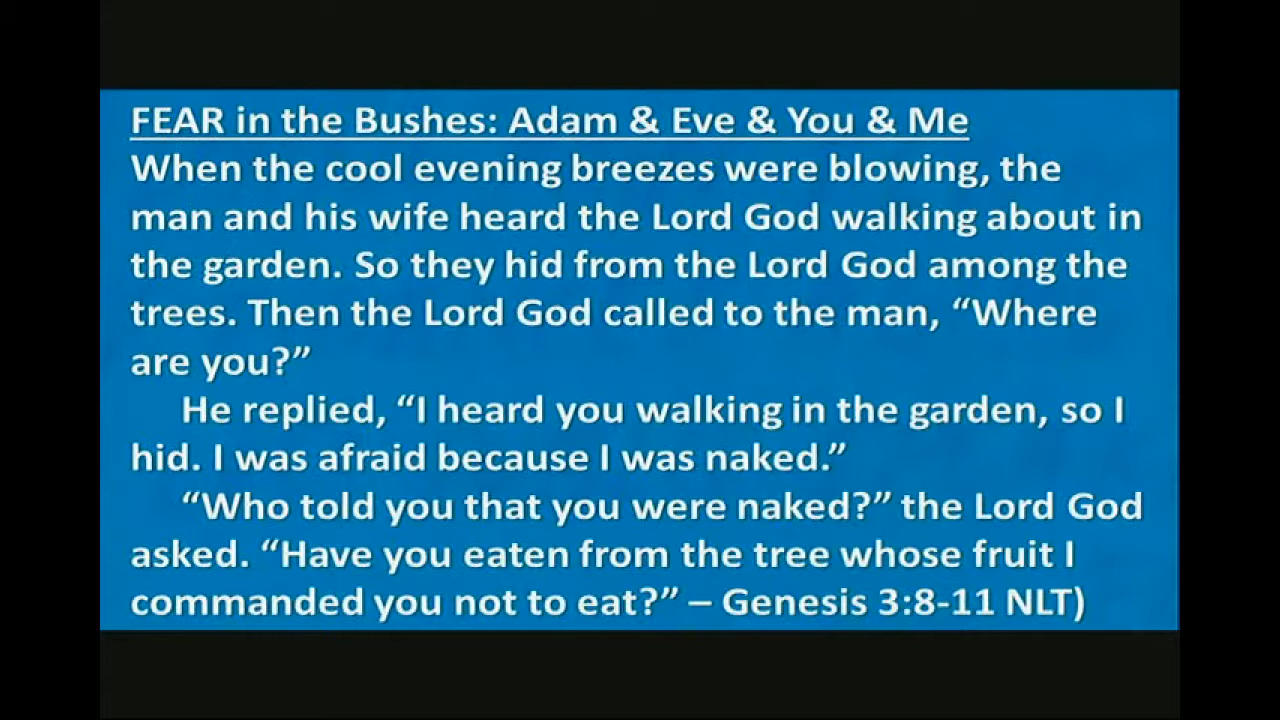 FEAR in the Bushes: Adam & Eve & You & Me
When the cool evening breezes were blowing, the
man and his wife heard the Lord God walking about in
the garden. So they hid from the Lord God among the
trees. Then the Lord God called to the man, “Where
are you?”
He replied, “I heard you walking in the garden, so I
hid. I was afraid because I was naked.”
“Who told you that you were naked?” the Lord God
asked. “Have you eaten from the tree whose fruit I
commanded you not to eat?” – Genesis 3:8-11 NLT)